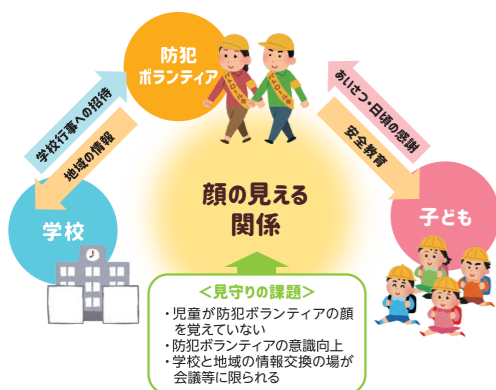 防犯
ボランティア
学校行事への招待
地域の情報
あいさつ・日頃の感謝
安全教育
学校
顔の見える
関係
子ども
<見守りの課題>
・児童が防犯ボランティアの顔
を覚えていない
・防犯ボランティアの意識向上
・学校と地域の情報交換の場が
会議等に限られる